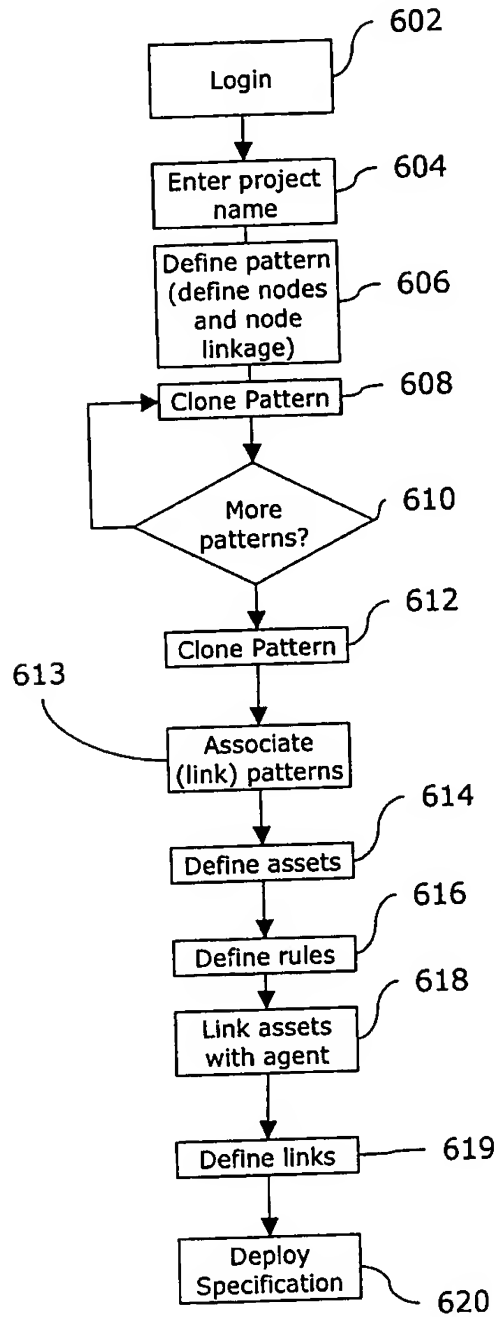 602
Login
604
Enter project
name
606
Define pattern
(define nodes
and node
linkage)
608
Clone Pattern
610
More
patterns?
612
Clone Pattern
613
Associate
(link) patterns
614
Define assets
616
Define rules
618
Link assets
with agent
Define links
619
Deploy
Specification
620